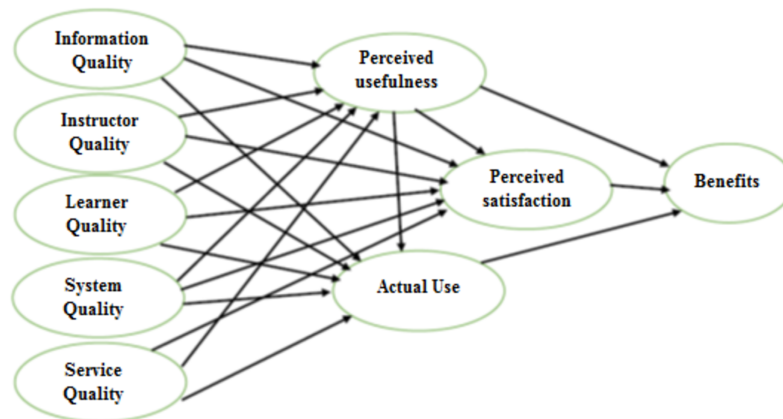 Information
Quality
Instructor
Quality
Learner
Quality
System
Quality
Service
Quality
Perceived
usefulness
Perceived
satisfaction
Actual Use
Benefits